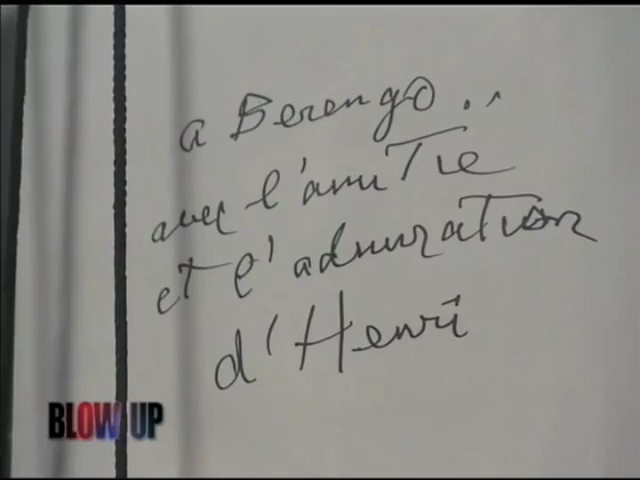 a Berengo..
avec l'amitie
et l'admiration
d'Henri
BLOW UP